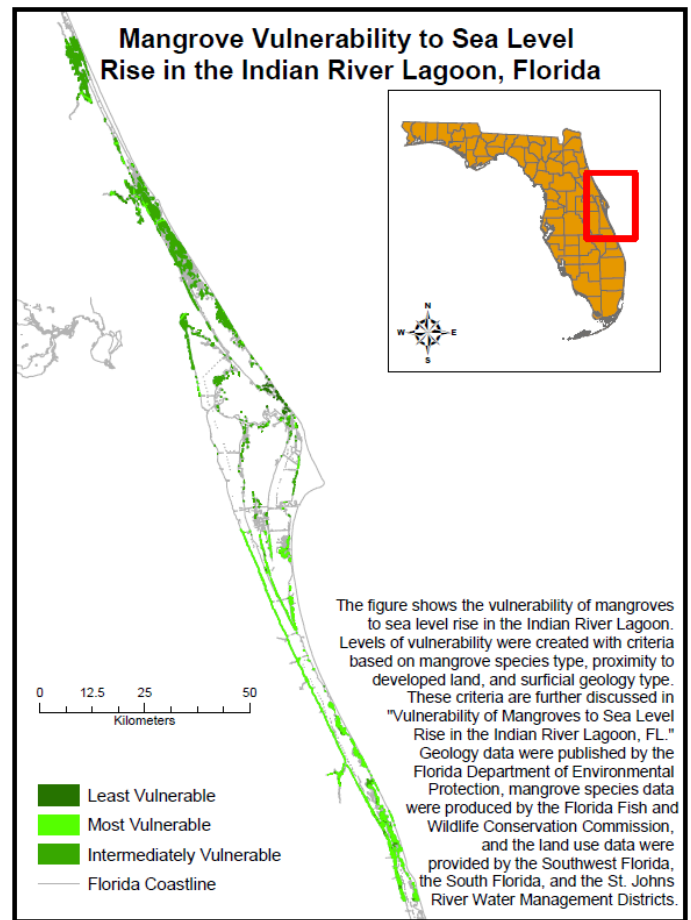 Mangrove Vulnerability to Sea Level
Rise in the Indian River Lagoon, Florida
N
W E
S
The figure shows the vulnerability of mangroves
to sea level rise in the Indian River Lagoon.
Levels of vulnerability were created with criteria
based on mangrove species type, proximity to
developed land, and surficial geology type.
These criteria are further discussed in
"Vulnerability of Mangroves to Sea Level
Rise in the Indian River Lagoon, FL."
Geology data were published by the
Florida Department of Environmental
Protection, mangrove species data
were produced by the Florida Fish and
Wildlife Conservation Commission,
and the land use data were
provided by the Southwest Florida,
the South Florida, and the St. Johns
River Water Management Districts.
0 12.5 25 50
Kilometers
Least Vulnerable
Most Vulnerable
Intermediately Vulnerable
Florida Coastline